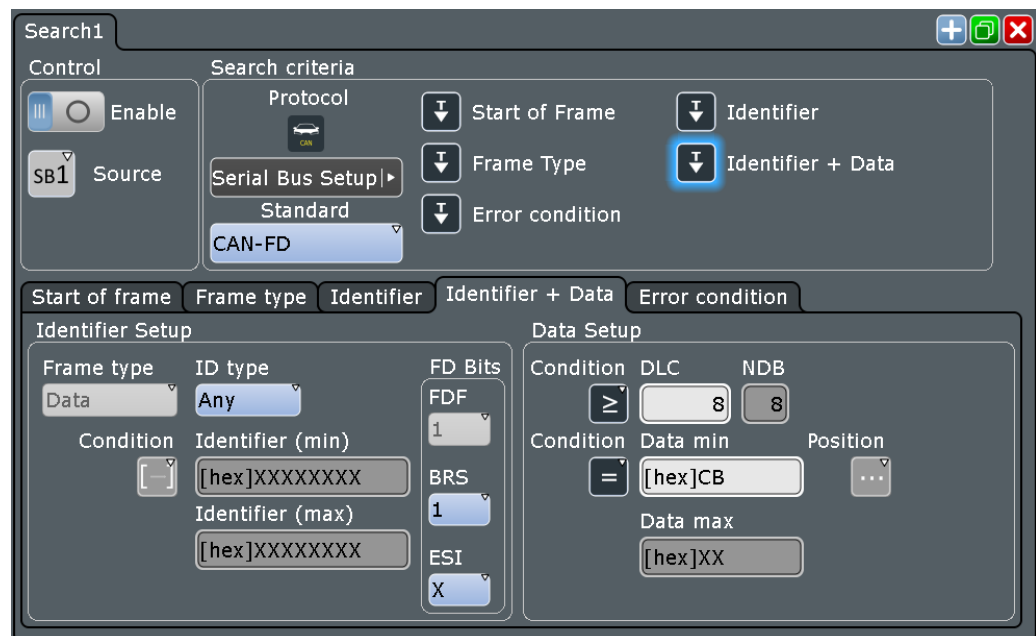 Search1
Control
Search criteria
Enable
Protocol
CAN
Start of Frame
Identifier
SB1 Source
Serial Bus Setup
Frame Type
Identifier + Data
Standard
CAN-FD
Error condition
Start of frame Frame type Identifier Identifier + Data Error condition
Identifier Setup
Data Setup
Frame type ID type FD Bits
Condition DLC NDB
Data Any FDF
≥ 8 8
1
Condition Identifier (min)
Condition Data min Position
[–] [hex]XXXXXXXX BRS
= [hex]CB ...
1
Identifier (max)
Data max
[hex]XXXXXXXX ESI
[hex]XX
X